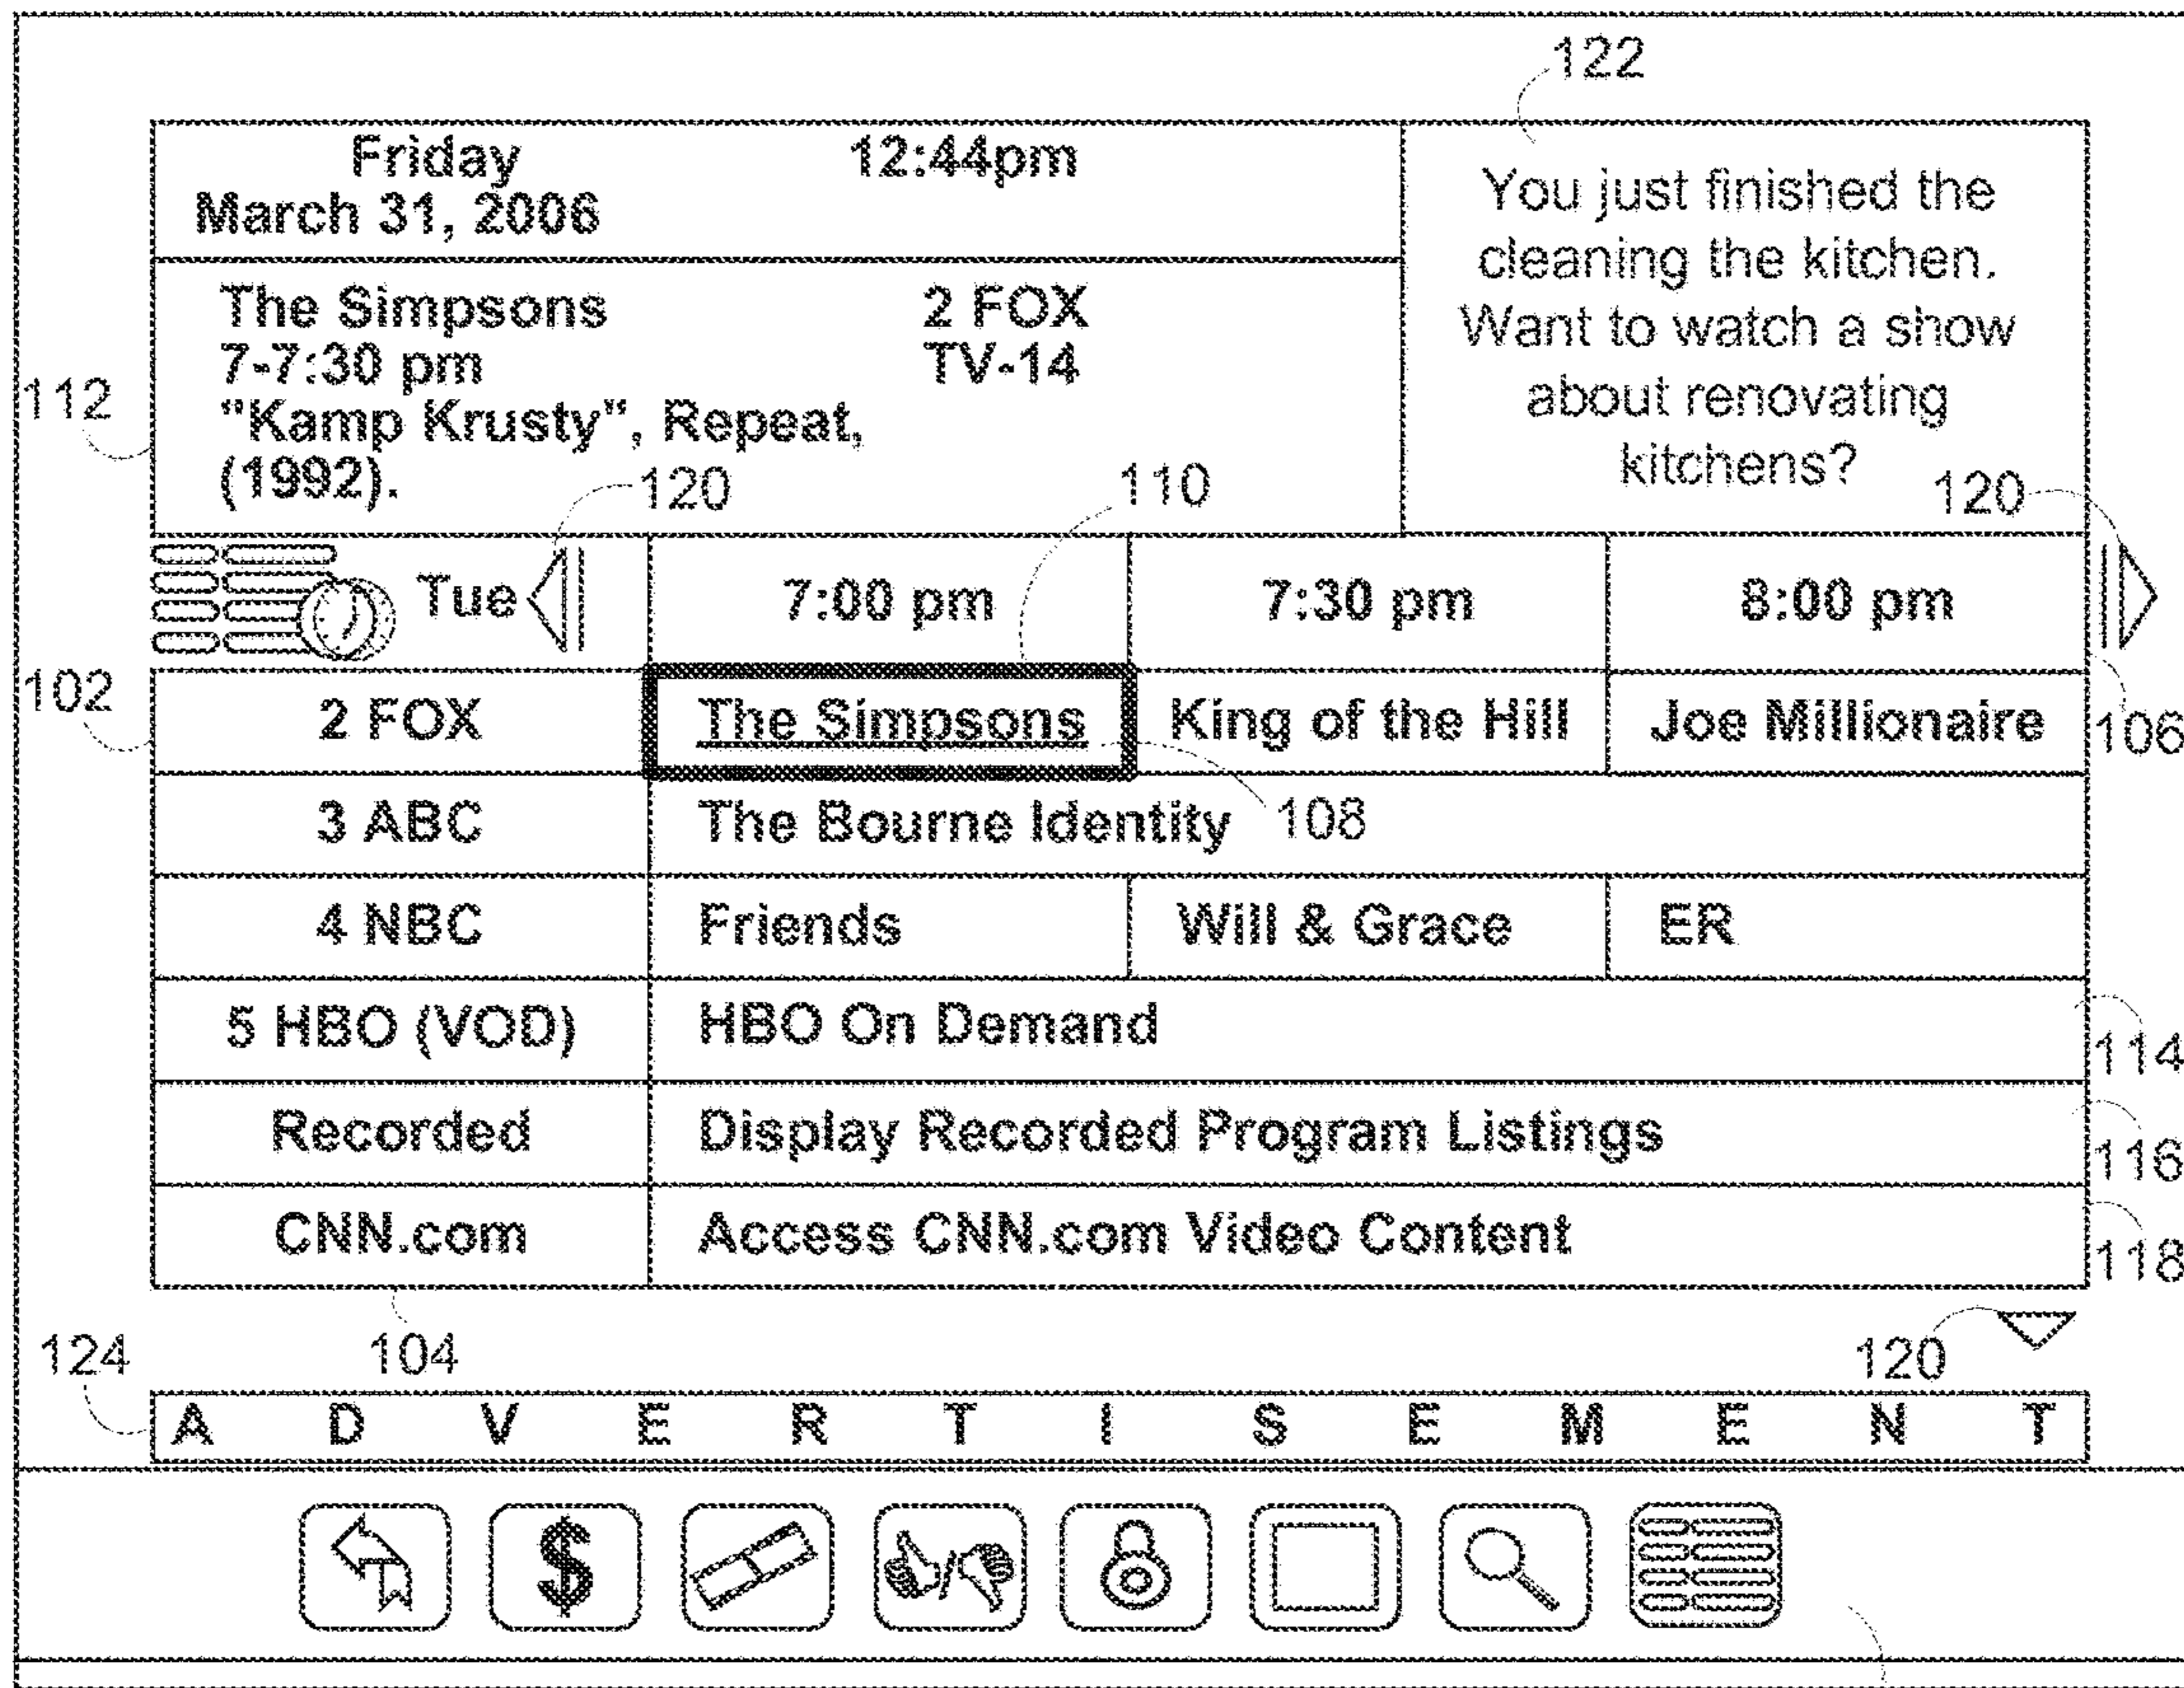 122
Friday 12:44pm
March 31, 2006
You just finished the
cleaning the kitchen.
Want to watch a show
about renovating
kitchens?
The Simpsons 2 FOX
7-7:30 pm TV-14
"Kamp Krusty", Repeat,
(1992).
112
120 110 120
Tue 7:00 pm 7:30 pm 8:00 pm
102
2 FOX The Simpsons King of the Hill Joe Millionaire
106
3 ABC The Bourne Identity 108
4 NBC Friends Will & Grace ER
5 HBO (VOD) HBO On Demand
114
Recorded Display Recorded Program Listings
116
CNN.com Access CNN.com Video Content
118
124 104 120
A D V E R T I S E M E N T
$